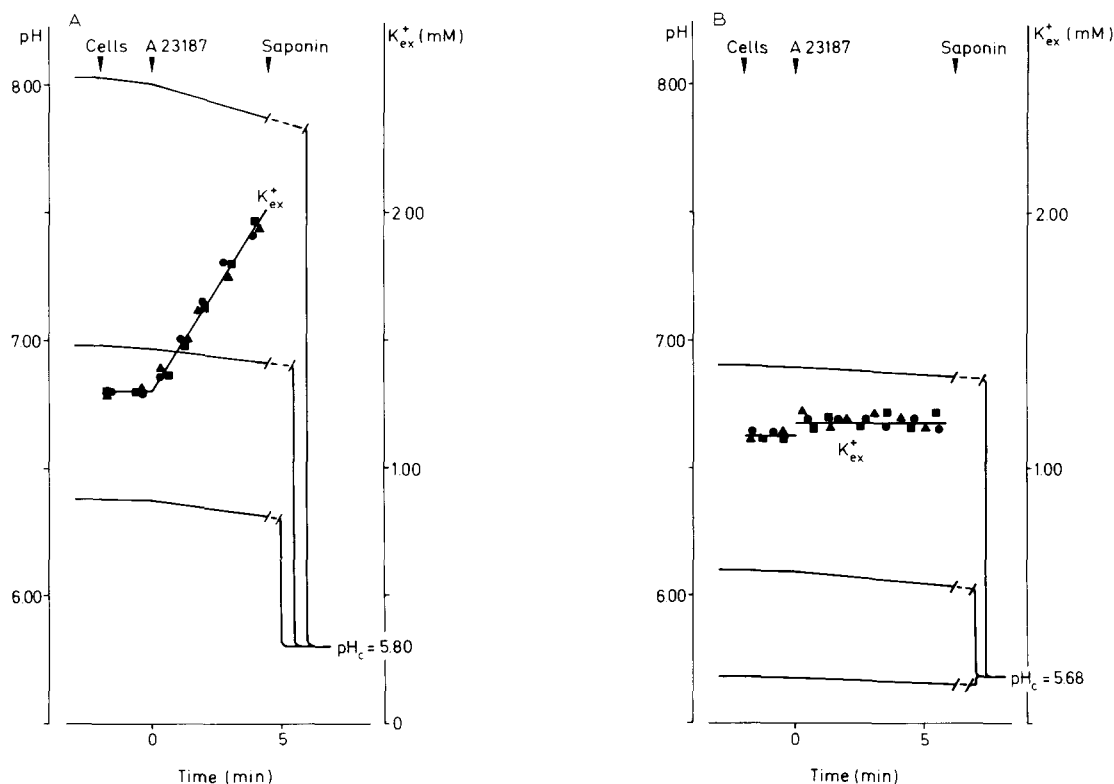 A
pH
Cells A 23187 Saponin
K⁺ex (mM)
8.00
K⁺ex
2.00
7.00
1.00
6.00
pHc = 5.80
0
0 5
Time (min)
B
pH
Cells A 23187 Saponin
K⁺ex (mM)
8.00
2.00
7.00
K⁺ex
1.00
6.00
pHc = 5.68
0 5
Time (min)